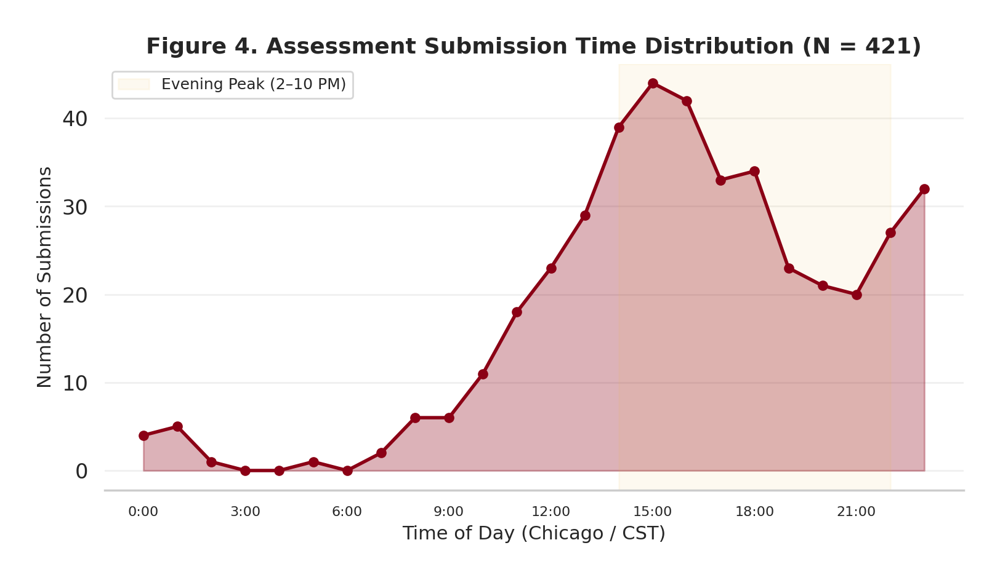 Figure 4. Assessment Submission Time Distribution (N = 421)
Evening Peak (2–10 PM)
Number of Submissions
40
30
20
10
0
0:00 3:00 6:00 9:00 12:00 15:00 18:00 21:00
Time of Day (Chicago / CST)